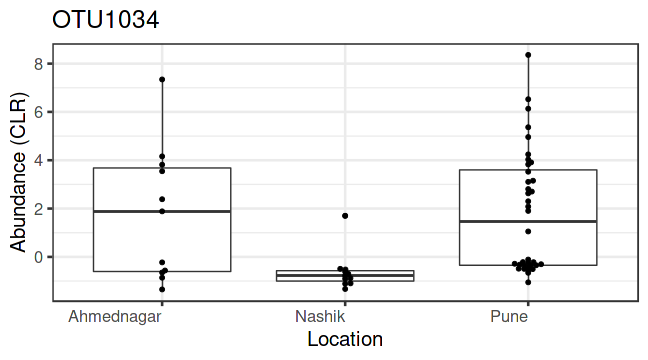 OTU1034
Abundance (CLR)
8
6
4
2
0
Ahmednagar
Nashik
Pune
Location